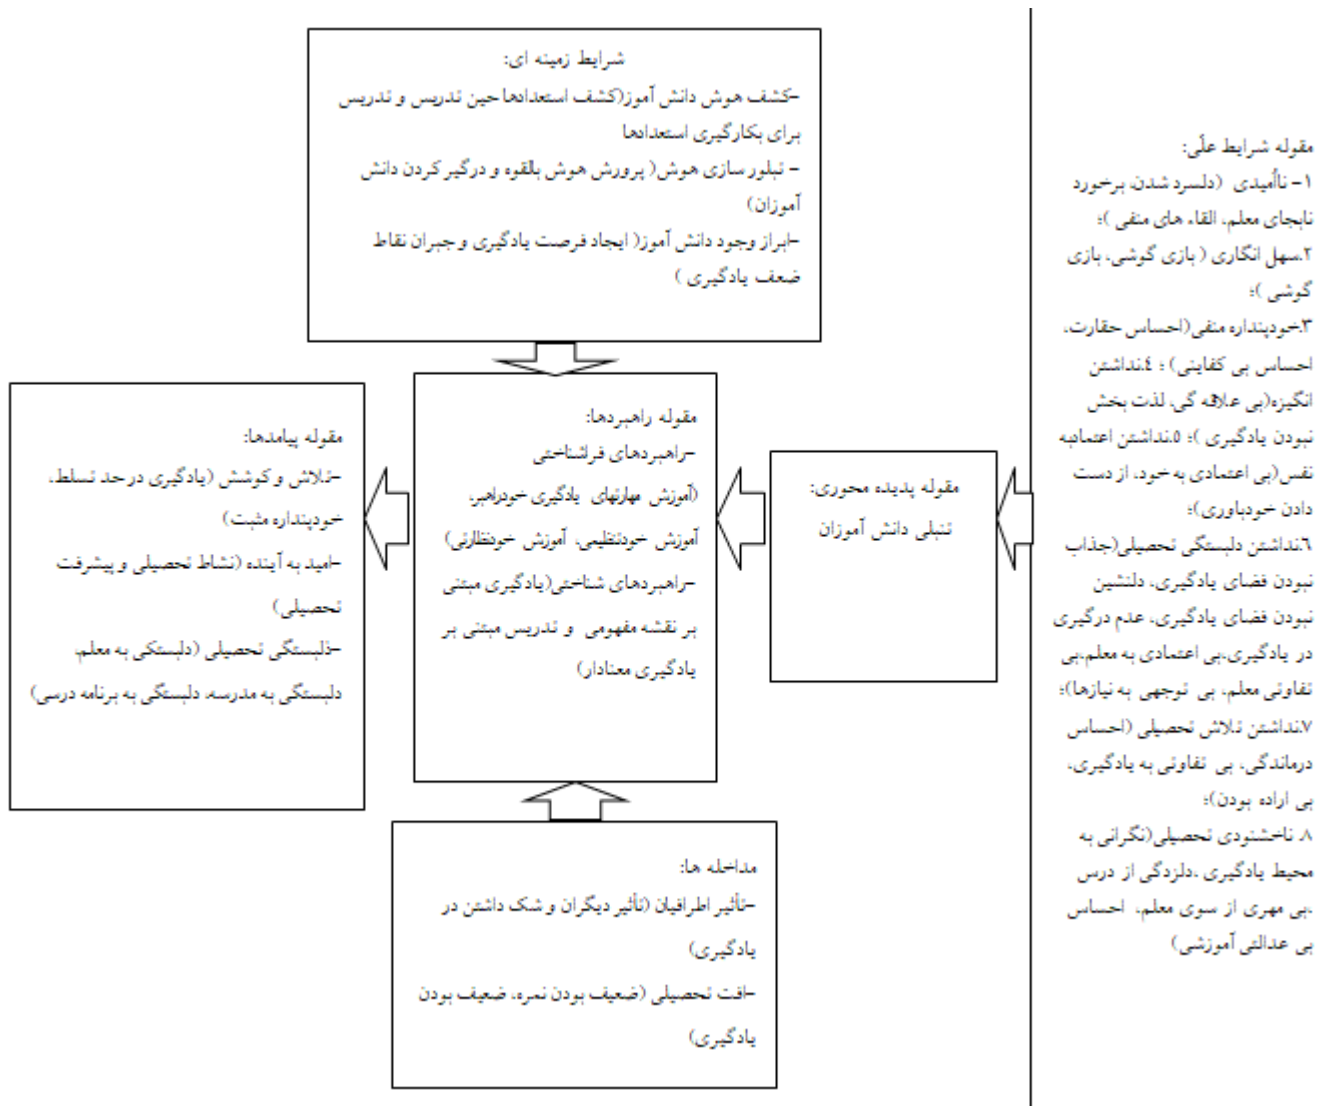 شرایط زمینه ای:
-کشف هوش دانش آموز(کشف استعدادها حین تدریس و تدریس
برای بکارگیری استعدادها
- تبلور سازی هوش( پرورش هوش بالقوه و درگیر کردن دانش
آموزان)
-ابراز وجود دانش آموز( ایجاد فرصت یادگیری و جبران نقاط
ضعف یادگیری )
مقوله شرایط علّی:
۱- ناأمیدی (دلسرد شدن، برخورد
نابجای معلم، القاء های منفی )؛
۲.سهل انگاری ( بازی گوشی، بازی
گوشی )؛
۳.خودپنداره منفی(احساس حقارت،
احساس بی کفایتی) ؛ ٤.نداشتن
انگیزه(بی علاقه گی، لذت بخش
نبودن یادگیری )؛ ٥.نداشتن اعتمادبه
نفس(بی اعتمادی به خود، از دست
دادن خودباوری)؛
٦.نداشتن دلبستگی تحصیلی(جذاب
نبودن فضای یادگیری، دلنشین
نبودن فضای یادگیری، عدم درگیری
در یادگیری،بی اعتمادی به معلم،بی
تفاوتی معلم، بی توجهی به نیازها)؛
۷.نداشتن تلاش تحصیلی (احساس
درماندگی، بی تفاوتی به یادگیری،
بی اراده بودن)؛
۸. ناخشنودی تحصیلی(نگرانی به
محیط یادگیری ،دلزدگی از درس
،بی مهری از سوی معلم، احساس
بی عدالتی آموزشی)
مقوله پدیده محوری:
تنبلی دانش آموزان
مقوله راهبردها:
-راهبردهای فراشناختی
(آموزش مهارتهای یادگیری خودراهبر،
آموزش خودتنظیمی، آموزش خودنظارتی)
-راهبردهای شناختی(یادگیری مبتنی
بر نقشه مفهومی و تدریس مبتنی بر
یادگیری معنادار)
مقوله پیامدها:
-تلاش و کوشش (یادگیری در حد تسلط،
خودپنداره مثبت)
-امید به آینده (نشاط تحصیلی و پیشرفت
تحصیلی)
-ذلبستگی تحصیلی (دلبستکی به معلم،
دلبستگی به مدرسه، دلبستگی به برنامه درسی)
مداخله ها:
-تأثیر اطرافیان (تأثیر دیگران و شک داشتن در
یادگیری)
-افت تحصیلی (ضعیف بودن نمره، ضعیف بودن
یادگیری)